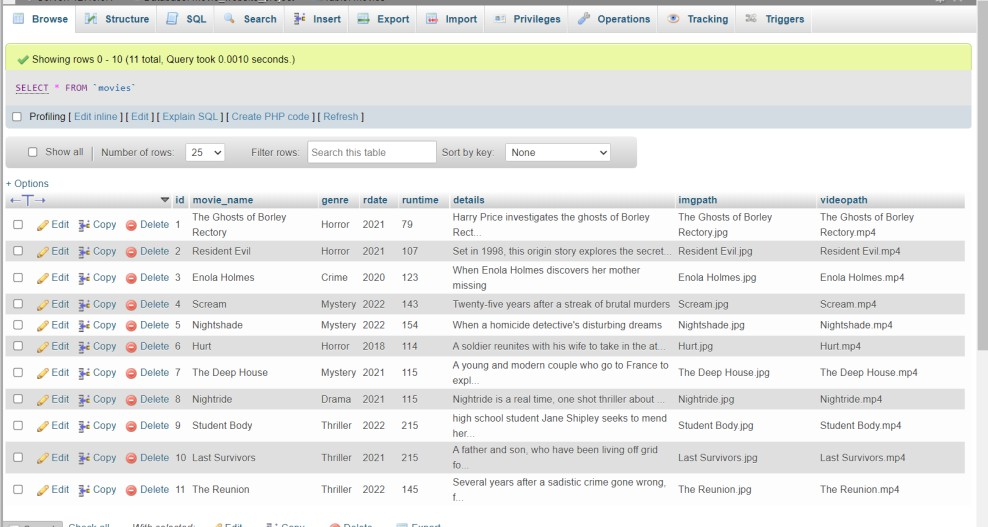 Browse Structure SQL Search Insert Export Import Privileges Operations Tracking Triggers
Showing rows 0 - 10 (11 total, Query took 0.0010 seconds.)
SELECT * FROM `movies`
Profiling [ Edit inline ] [ Edit ] [ Explain SQL ] [ Create PHP code ] [ Refresh ]
Show all Number of rows: 25 Filter rows: Search this table Sort by key: None
+ Options
←T→ id movie_name genre rdate runtime details imgpath videopath
Edit Copy Delete 1 The Ghosts of Borley Rectory Horror 2021 79 Harry Price investigates the ghosts of Borley Rect... The Ghosts of Borley Rectory.jpg The Ghosts of Borley Rectory.mp4
Edit Copy Delete 2 Resident Evil Horror 2021 107 Set in 1998, this origin story explores the secret... Resident Evil.jpg Resident Evil.mp4
Edit Copy Delete 3 Enola Holmes Crime 2020 123 When Enola Holmes discovers her mother missing Enola Holmes.jpg Enola Holmes.mp4
Edit Copy Delete 4 Scream Mystery 2022 143 Twenty-five years after a streak of brutal murders Scream.jpg Scream.mp4
Edit Copy Delete 5 Nightshade Mystery 2022 154 When a homicide detective's disturbing dreams Nightshade.jpg Nightshade.mp4
Edit Copy Delete 6 Hurt Horror 2018 114 A soldier reunites with his wife to take in the at... Hurt.jpg Hurt.mp4
Edit Copy Delete 7 The Deep House Mystery 2021 115 A young and modern couple who go to France to expl... The Deep House.jpg The Deep House.mp4
Edit Copy Delete 8 Nightride Drama 2021 115 Nightride is a real time, one shot thriller about ... Nightride.jpg Nightride.mp4
Edit Copy Delete 9 Student Body Thriller 2022 215 high school student Jane Shipley seeks to mend her... Student Body.jpg Student Body.mp4
Edit Copy Delete 10 Last Survivors Thriller 2021 215 A father and son, who have been living off grid fo... Last Survivors.jpg Last Survivors.mp4
Edit Copy Delete 11 The Reunion Thriller 2022 145 Several years after a sadistic crime gone wrong, f... The Reunion.jpg The Reunion.mp4
Check all With selected: Edit Copy Delete Export